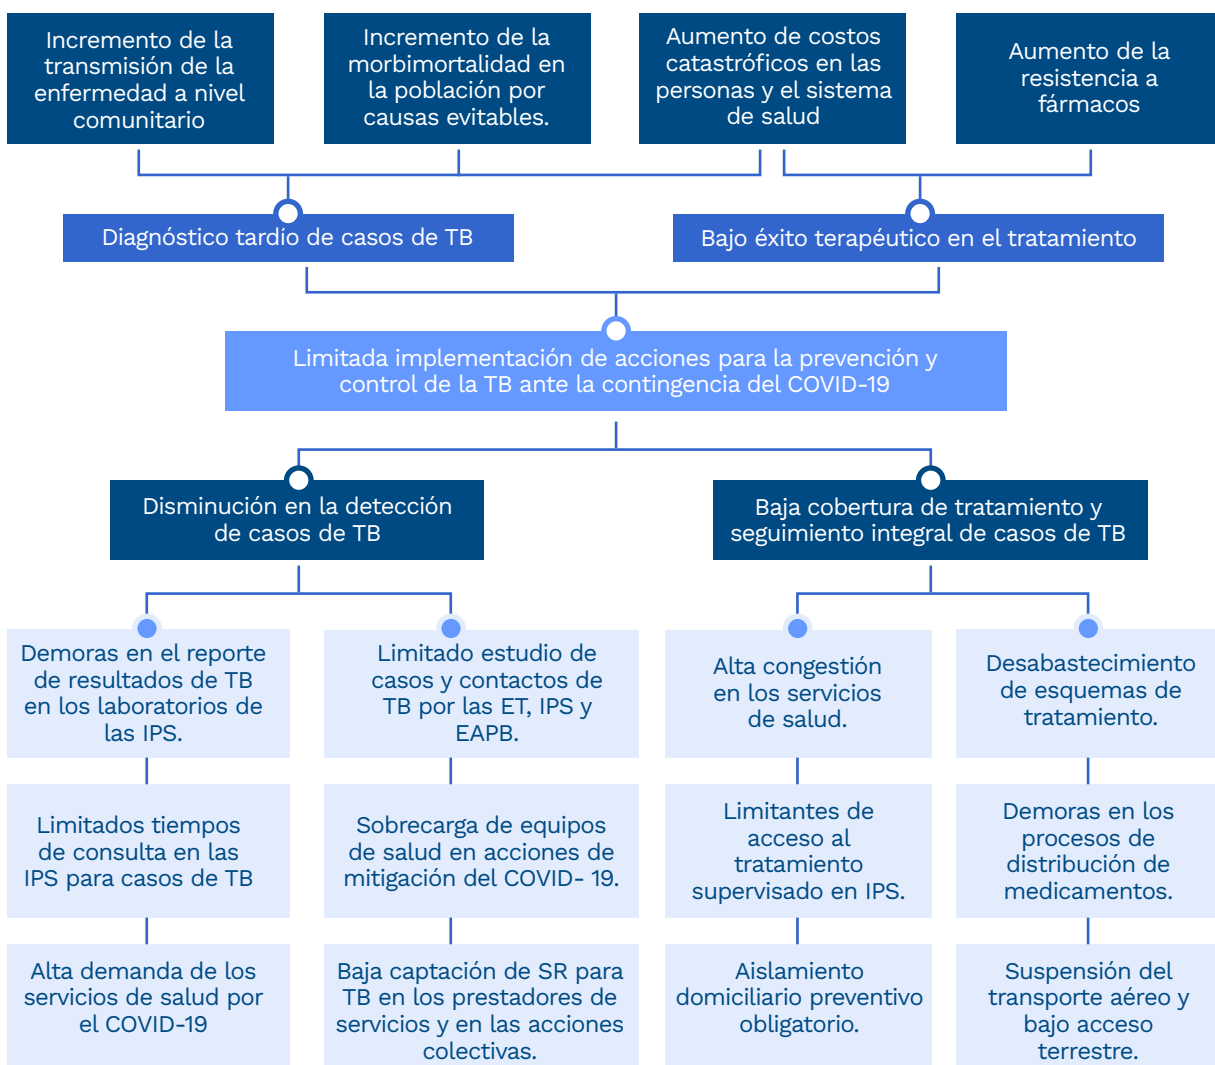 Incremento de la
transmisión de la
enfermedad a nivel
comunitario
Incremento de la
morbimortalidad en
la población por
causas evitables.
Aumento de costos
catastróficos en las
personas y el sistema
de salud
Aumento de la
resistencia a
fármacos
Diagnóstico tardío de casos de TB
Bajo éxito terapéutico en el tratamiento
Limitada implementación de acciones para la prevención y
control de la TB ante la contingencia del COVID-19
Disminución en la detección
de casos de TB
Baja cobertura de tratamiento y
seguimiento integral de casos de TB
Demoras en el reporte
de resultados de TB
en los laboratorios de
las IPS.
Limitado estudio de
casos y contactos de
TB por las ET, IPS y
EAPB.
Alta congestión
en los servicios
de salud.
Desabastecimiento
de esquemas de
tratamiento.
Limitados tiempos
de consulta en las
IPS para casos de TB
Sobrecarga de equipos
de salud en acciones de
mitigación del COVID- 19.
Limitantes de
acceso al
tratamiento
supervisado en IPS.
Demoras en los
procesos de
distribución de
medicamentos.
Alta demanda de los
servicios de salud por
el COVID-19
Baja captación de SR para
TB en los prestadores de
servicios y en las acciones
colectivas.
Aislamiento
domiciliario preventivo
obligatorio.
Suspensión del
transporte aéreo y
bajo acceso
terrestre.